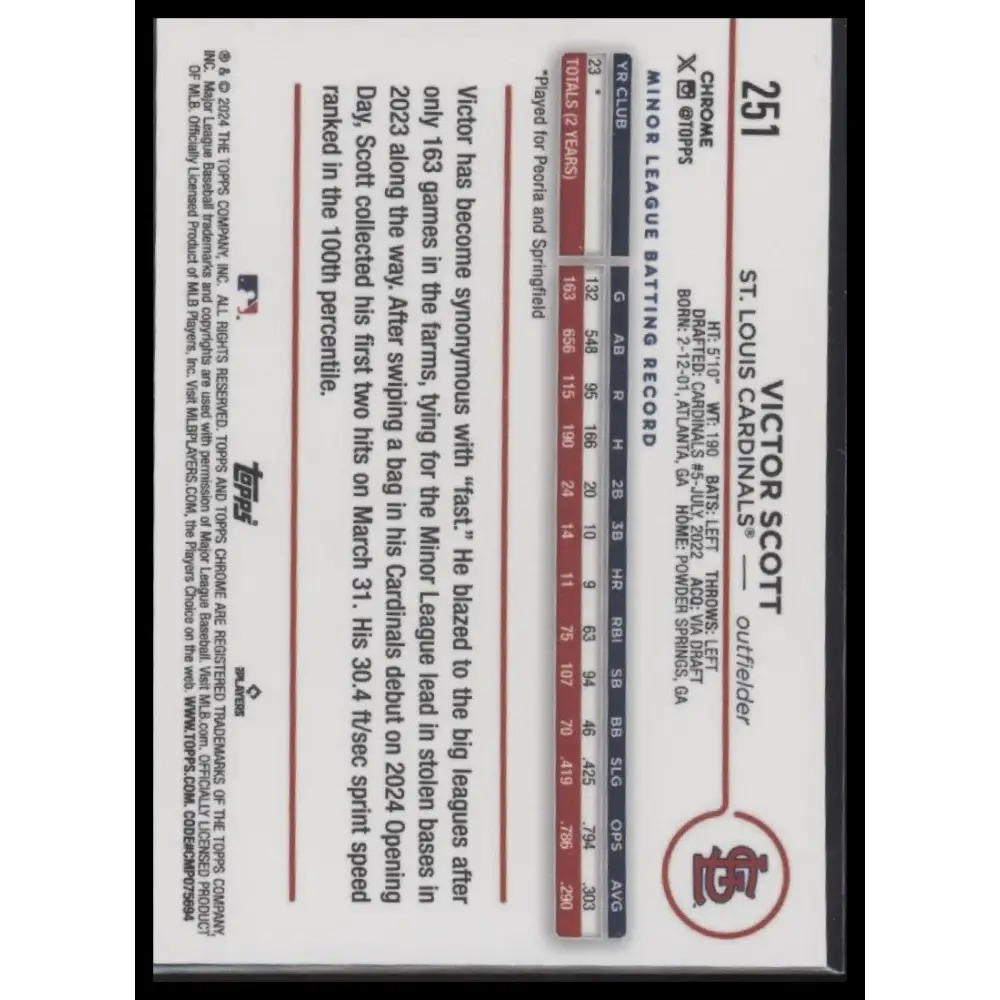 251
VICTOR SCOTT
ST. LOUIS CARDINALS® — outfielder
CHROME
@TOPPS
HT: 5'10" WT: 190 BATS: LEFT THROWS: LEFT
DRAFTED: CARDINALS #5-JULY, 2022 ACQ: VIA DRAFT
BORN: 2-12-01, ATLANTA, GA HOME: POWDER SPRINGS, GA
MINOR LEAGUE BATTING RECORD
YR CLUB G AB R H 2B 3B HR RBI SB BB SLG OPS AVG
23 * 132 548 95 166 20 10 9 63 94 46 .425 .794 .303
TOTALS (2 YEARS) 163 656 115 190 24 14 11 75 107 70 .419 .786 .290
*Played for Peoria and Springfield
Victor has become synonymous with “fast.” He blazed to the big leagues after
only 163 games in the farms, tying for the Minor League lead in stolen bases in
2023 along the way. After swiping a bag in his Cardinals debut on 2024 Opening
Day, Scott collected his first two hits on March 31. His 30.4 ft/sec sprint speed
ranked in the 100th percentile.
topps
PLAYERS
® & © 2024 THE TOPPS COMPANY, INC. ALL RIGHTS RESERVED. TOPPS AND TOPPS CHROME ARE REGISTERED TRADEMARKS OF THE TOPPS COMPANY,
INC. Major League Baseball trademarks and copyrights are used with permission of Major League Baseball. Visit MLB.com. OFFICIALLY LICENSED PRODUCT
OF MLB. Officially Licensed Product of MLB Players, Inc. Visit MLBPLAYERS.COM, the Players Choice on the web. WWW.TOPPS.COM. CODE#CMP075694